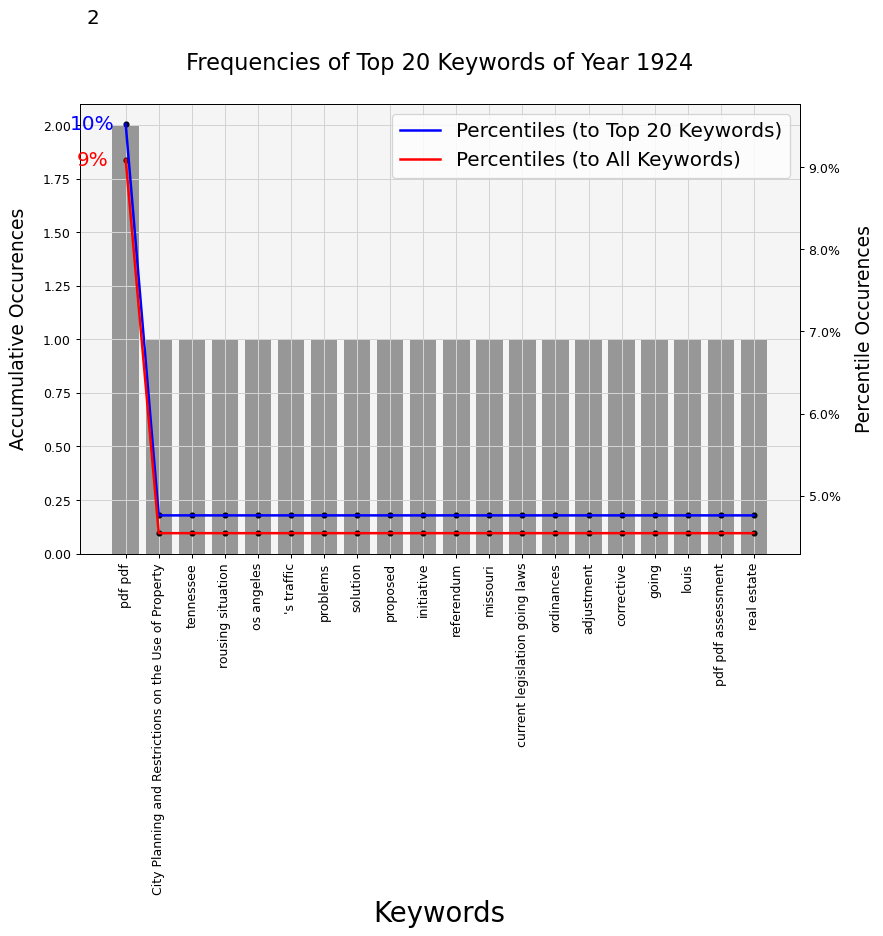 2
Frequencies of Top 20 Keywords of Year 1924
10%
9%
Percentiles (to Top 20 Keywords)
Percentiles (to All Keywords)
2.00
1.75
1.50
1.25
1.00
0.75
0.50
0.25
0.00
Accumulative Occurences
9.0%
8.0%
7.0%
6.0%
5.0%
Percentile Occurences
pdf pdf
City Planning and Restrictions on the Use of Property
tennessee
rousing situation
os angeles
's traffic
problems
solution
proposed
initiative
referendum
missouri
current legislation going laws
ordinances
adjustment
corrective
going
louis
pdf pdf assessment
real estate
Keywords